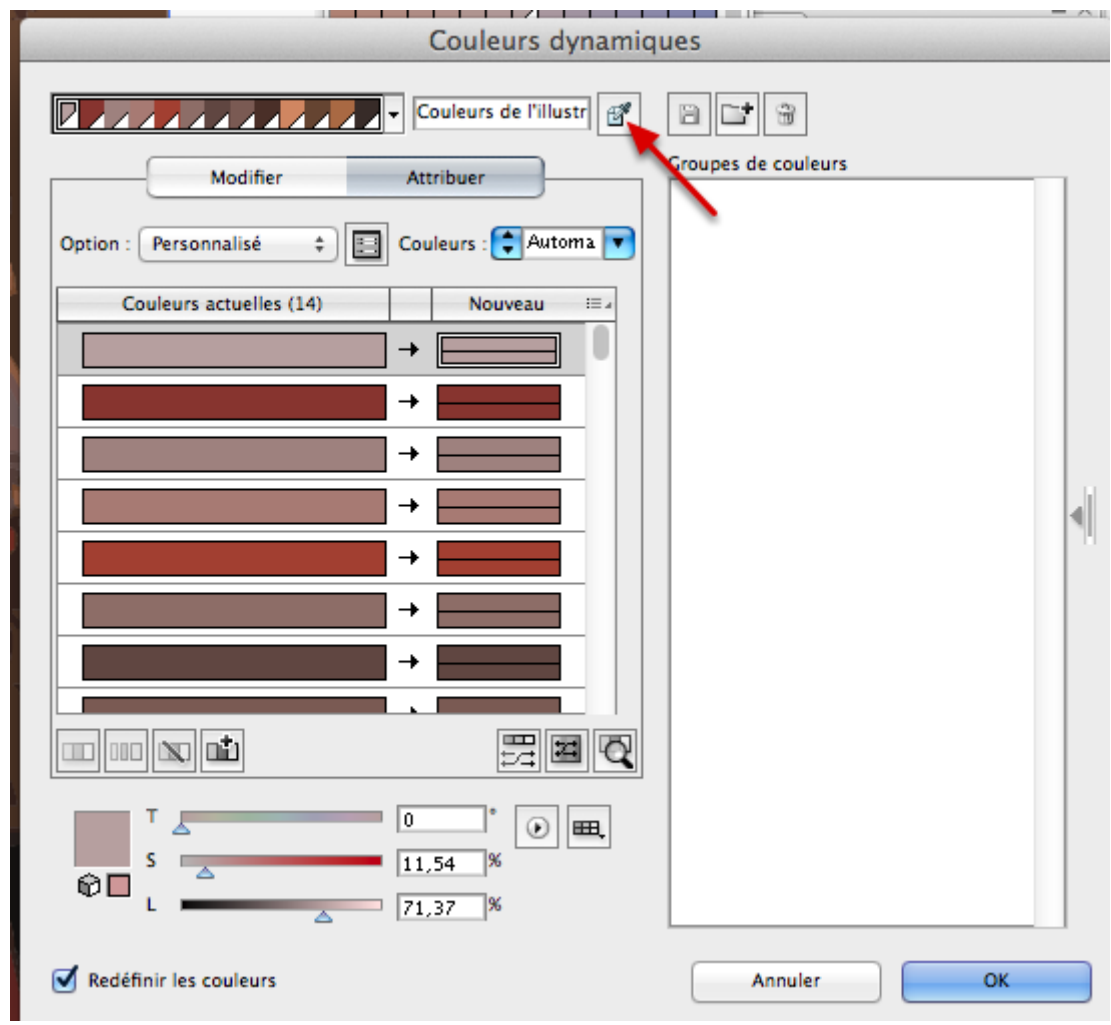 Couleurs dynamiques
Couleurs de l'illustr
Groupes de couleurs
Modifier
Attribuer
Option :
Personnalisé
Couleurs :
Automa
Couleurs actuelles (14)
Nouveau
T
0
°
S
11,54
%
L
71,37
%
Redéfinir les couleurs
Annuler
OK